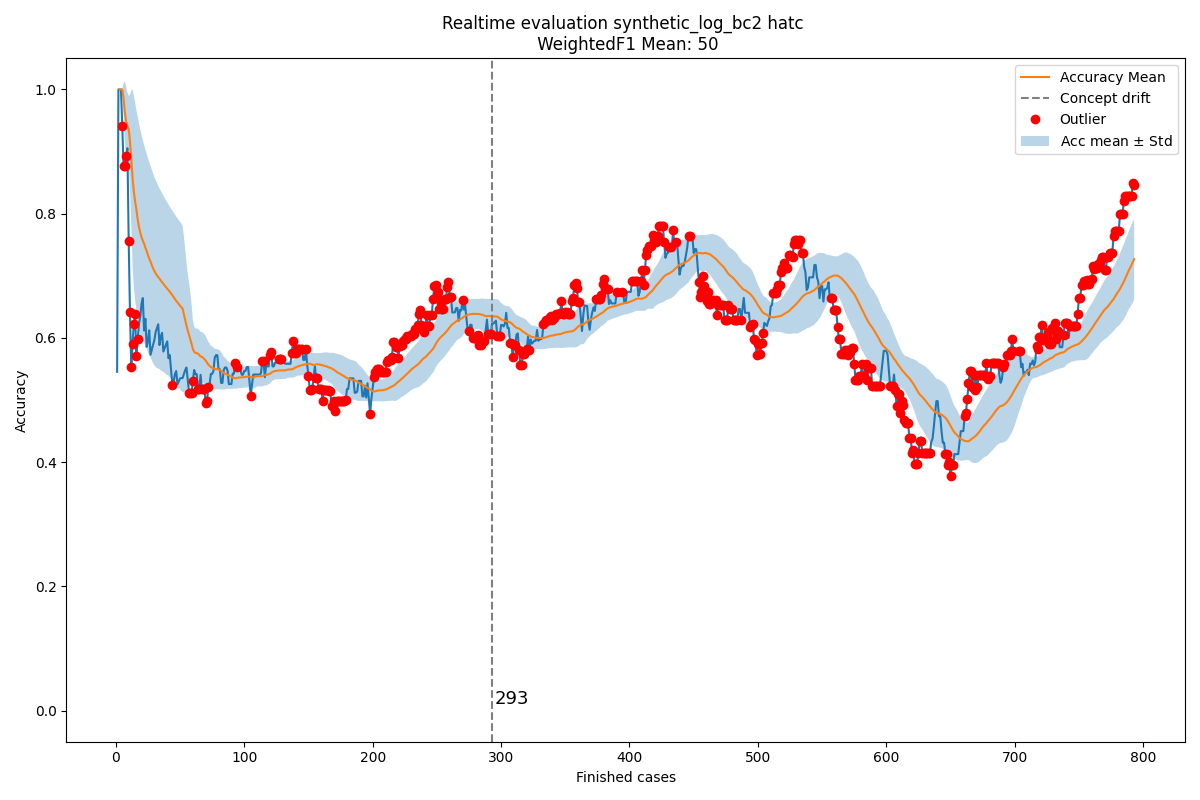 Realtime evaluation synthetic_log_bc2 hatc
WeightedF1 Mean: 50
Accuracy Mean
Concept drift
Outlier
Acc mean ± Std
1.0
0.8
0.6
0.4
0.2
0.0
Accuracy
293
0 100 200 300 400 500 600 700 800
Finished cases